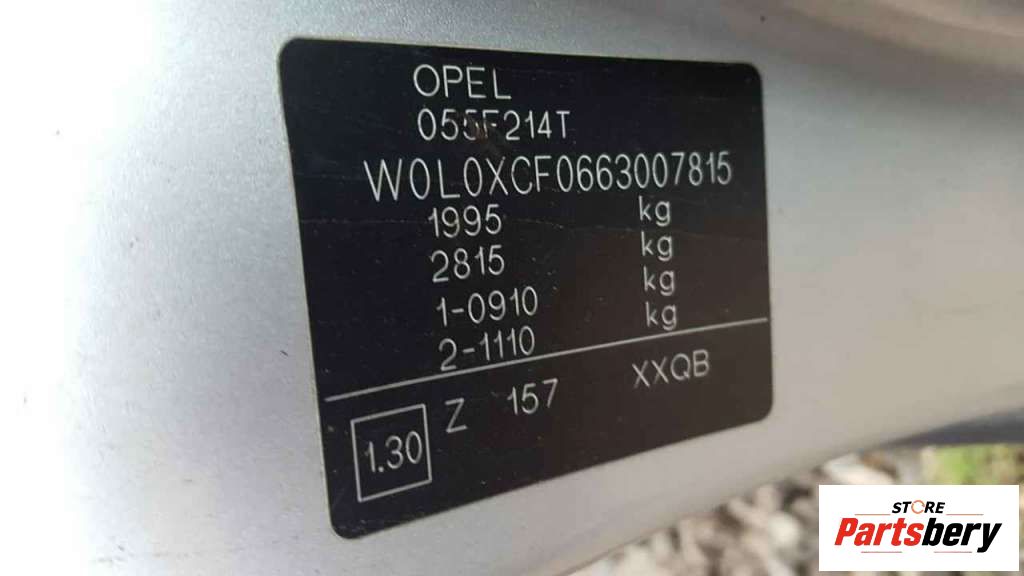 OPEL
055F214T
W0L0XCF0663007815
1995 kg
2815 kg
1-0910 kg
2-1110 kg
1.30 Z 157 XXQB
STORE
Partsbery